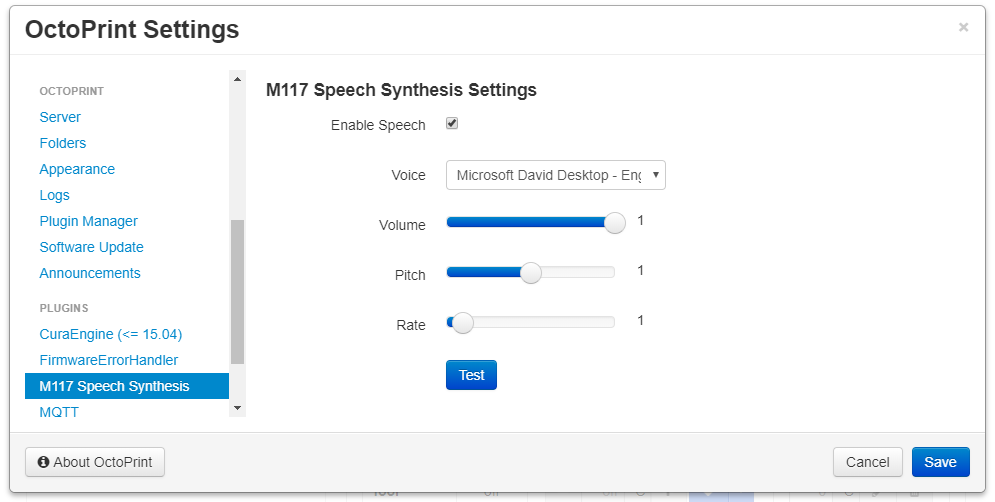 OctoPrint Settings
×
OCTOPRINT
Server
Folders
Appearance
Logs
Plugin Manager
Software Update
Announcements
PLUGINS
CuraEngine (<= 15.04)
FirmwareErrorHandler
M117 Speech Synthesis
MQTT
M117 Speech Synthesis Settings
Enable Speech
Voice Microsoft David Desktop - Eng
Volume 1
Pitch 1
Rate 1
Test
About OctoPrint
Cancel Save